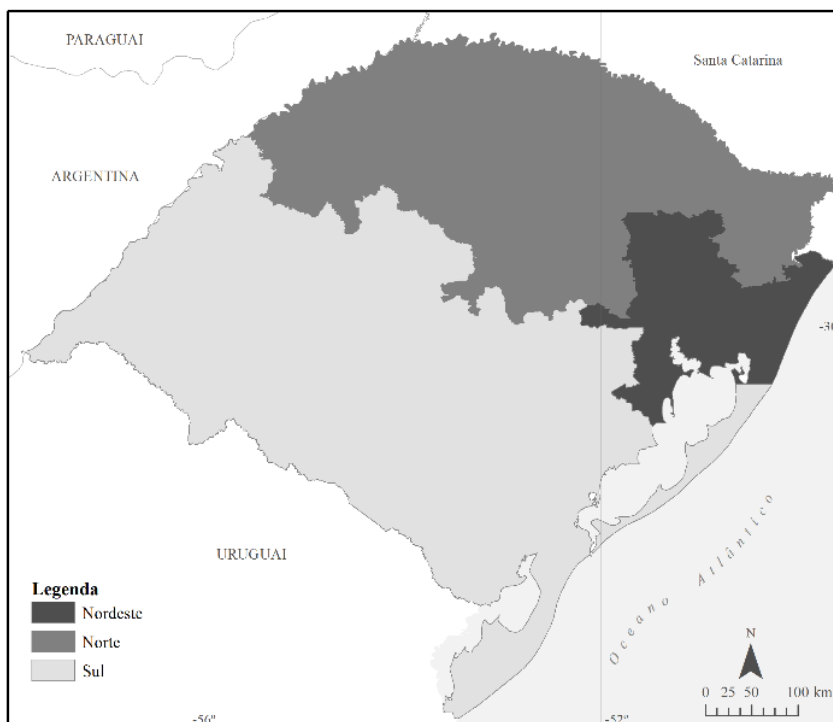 PARAGUAI
Santa Catarina
ARGENTINA
-30
URUGUAI
Oceano Atlântico
Legenda
Nordeste
Norte
Sul
N
0 25 50 100 km
-56°
-52°